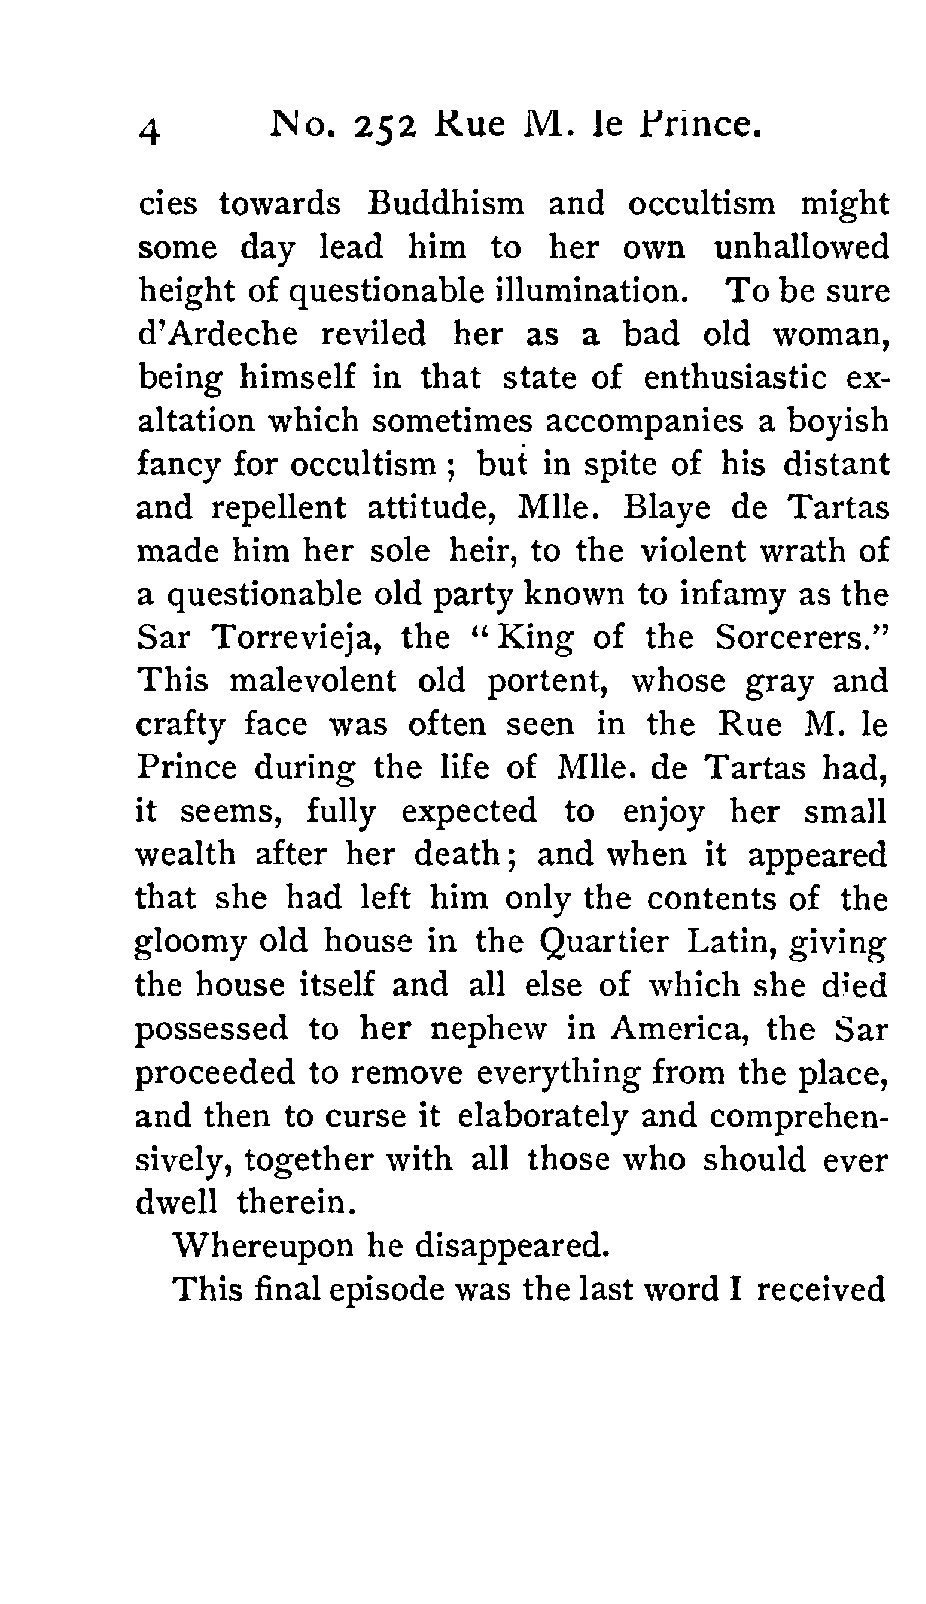 4 No. 252 Rue M. le Prince.
cies towards Buddhism and occultism might
some day lead him to her own unhallowed
height of questionable illumination. To be sure
d'Ardeche reviled her as a bad old woman,
being himself in that state of enthusiastic ex-
altation which sometimes accompanies a boyish
fancy for occultism ; but in spite of his distant
and repellent attitude, Mlle. Blaye de Tartas
made him her sole heir, to the violent wrath of
a questionable old party known to infamy as the
Sar Torrevieja, the “ King of the Sorcerers.”
This malevolent old portent, whose gray and
crafty face was often seen in the Rue M. le
Prince during the life of Mlle. de Tartas had,
it seems, fully expected to enjoy her small
wealth after her death ; and when it appeared
that she had left him only the contents of the
gloomy old house in the Quartier Latin, giving
the house itself and all else of which she died
possessed to her nephew in America, the Sar
proceeded to remove everything from the place,
and then to curse it elaborately and comprehen-
sively, together with all those who should ever
dwell therein.
Whereupon he disappeared.
This final episode was the last word I received